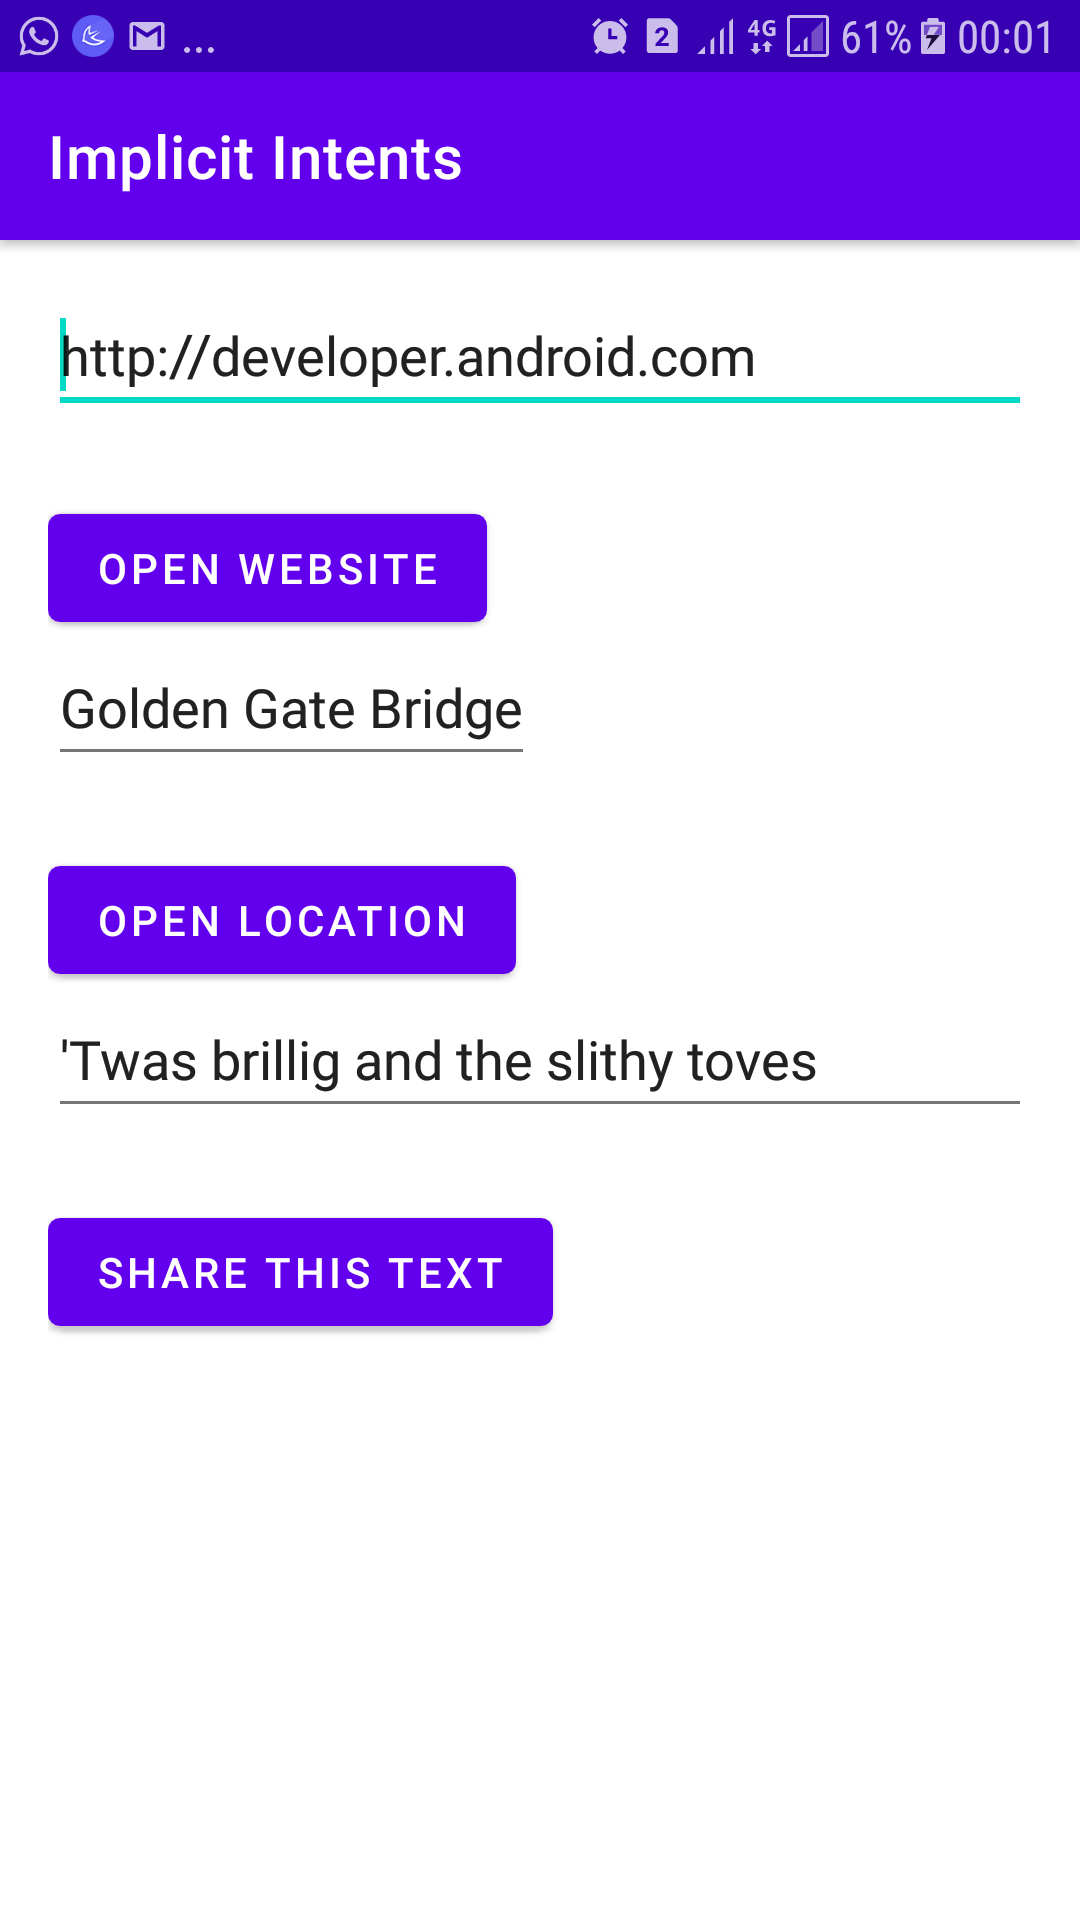 ... 2 4G 61% 00:01
Implicit Intents
http://developer.android.com
OPEN WEBSITE
Golden Gate Bridge
OPEN LOCATION
'Twas brillig and the slithy toves
SHARE THIS TEXT